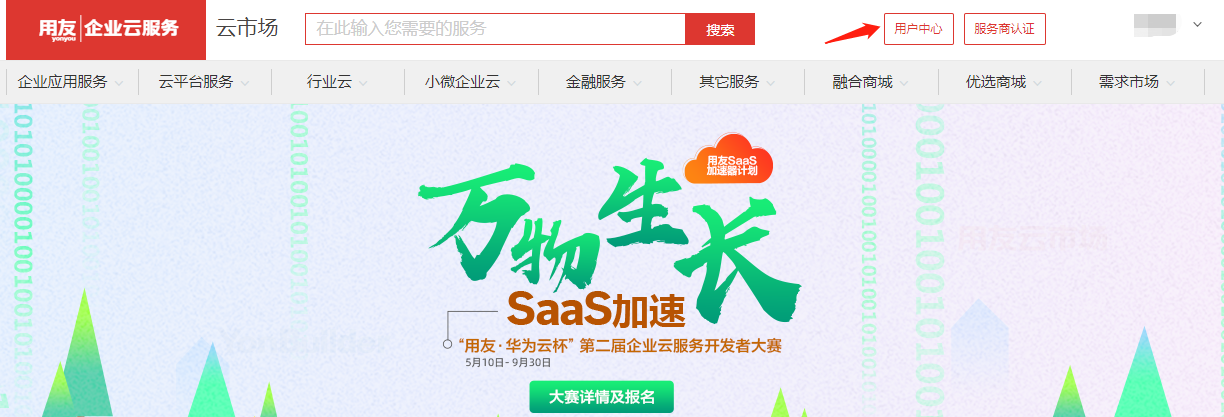 用友 yonyou 企业云服务 云市场 在此输入您需要的服务 搜索 用户中心 服务商认证
企业应用服务 云平台服务 行业云 小微企业云 金融服务 其它服务 融合商城 优选商城 需求市场
用友SaaS
加速器计划
万物生长
SaaS加速
“用友·华为云杯” 第二届企业云服务开发者大赛
5月10日- 9月30日
大赛详情及报名